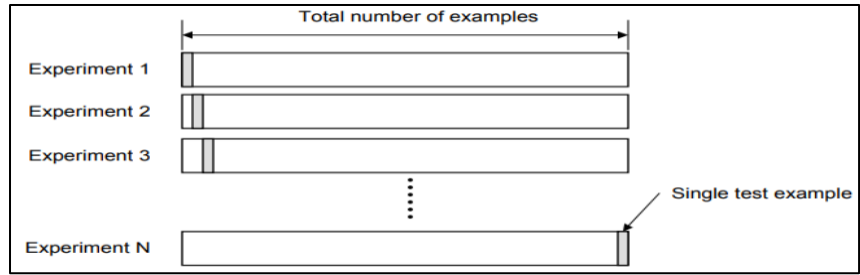 Total number of examples
Experiment 1
Experiment 2
Experiment 3
Single test example
Experiment N